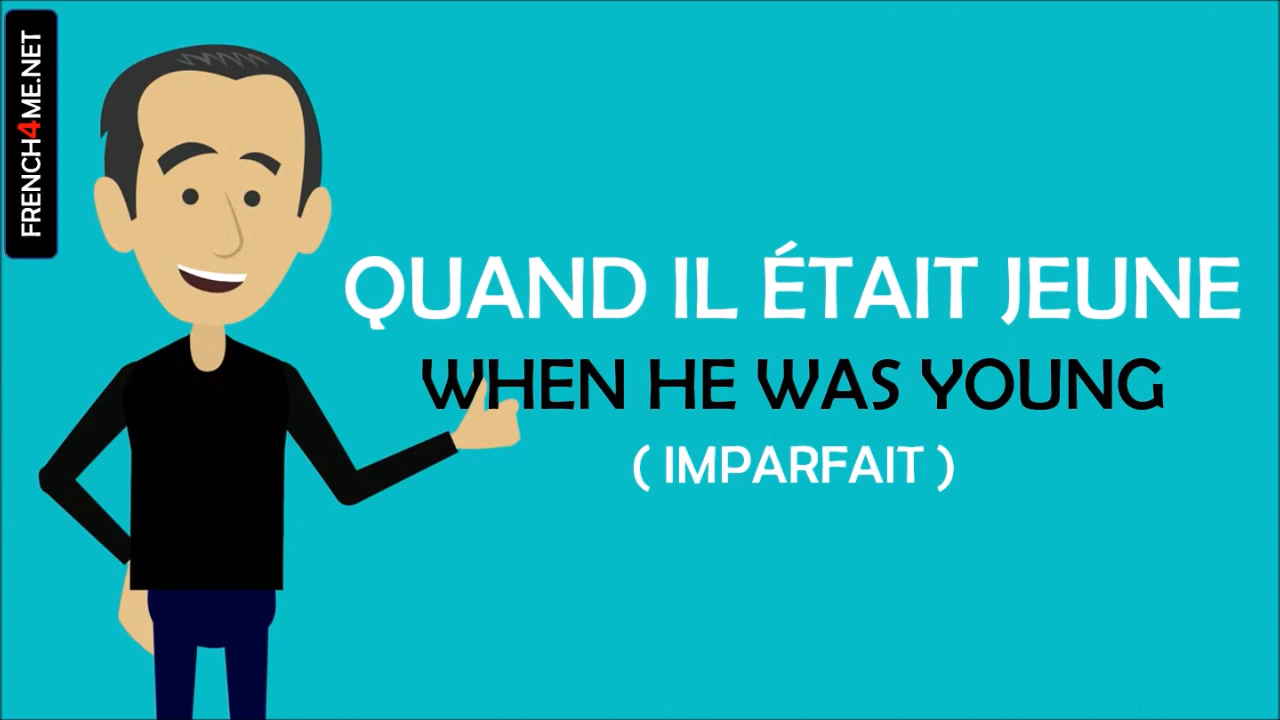 FRENCH4ME.NET
QUAND IL ÉTAIT JEUNE
WHEN HE WAS YOUNG
( IMPARFAIT )